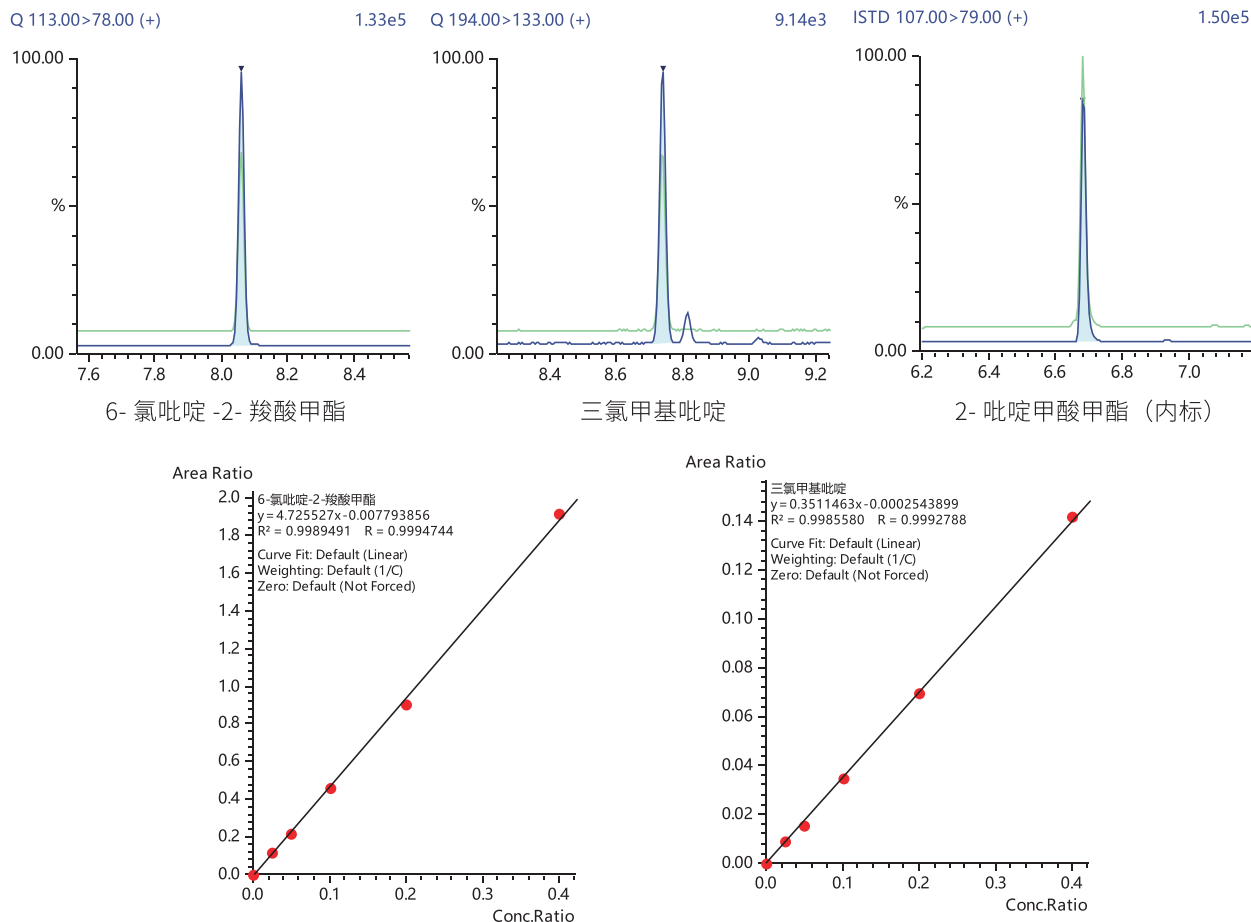 Q 113.00>78.00 (+) 1.33e5
100.00
%
0.00
7.6 7.8 8.0 8.2 8.4
6- 氯吡啶 -2- 羧酸甲酯
Q 194.00>133.00 (+) 9.14e3
100.00
%
0.00
8.4 8.6 8.8 9.0 9.2
三氯甲基吡啶
ISTD 107.00>79.00 (+) 1.50e5
100.00
%
0.00
6.2 6.4 6.6 6.8 7.0
2- 吡啶甲酸甲酯（内标）
Area Ratio
6-氯吡啶-2-羧酸甲酯
y=4.725527x-0.007793856
R² = 0.9989491 R = 0.9994744
Curve Fit: Default (Linear)
Weighting: Default (1/C)
Zero: Default (Not Forced)
2.0
1.8
1.6
1.4
1.2
1.0
0.8
0.6
0.4
0.2
0.0
0.0 0.1 0.2 0.3 0.4
Conc.Ratio
Area Ratio
三氯甲基吡啶
y=0.3511463x-0.0002543899
R² = 0.9985580 R = 0.9992788
Curve Fit: Default (Linear)
Weighting: Default (1/C)
Zero: Default (Not Forced)
0.14
0.12
0.10
0.08
0.06
0.04
0.02
0.00
0.0 0.1 0.2 0.3 0.4
Conc.Ratio